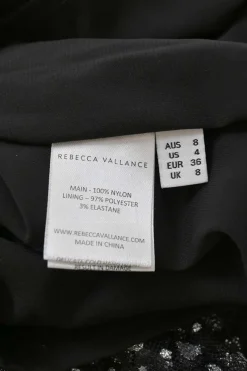 REBECCA VALLANCE
MAIN - 100% NYLON
LINING - 97% POLYESTER
3% ELASTANE
WWW.REBECCAVALLANCE.COM
MADE IN CHINA
AUS 8
US 4
EUR 36
UK 8